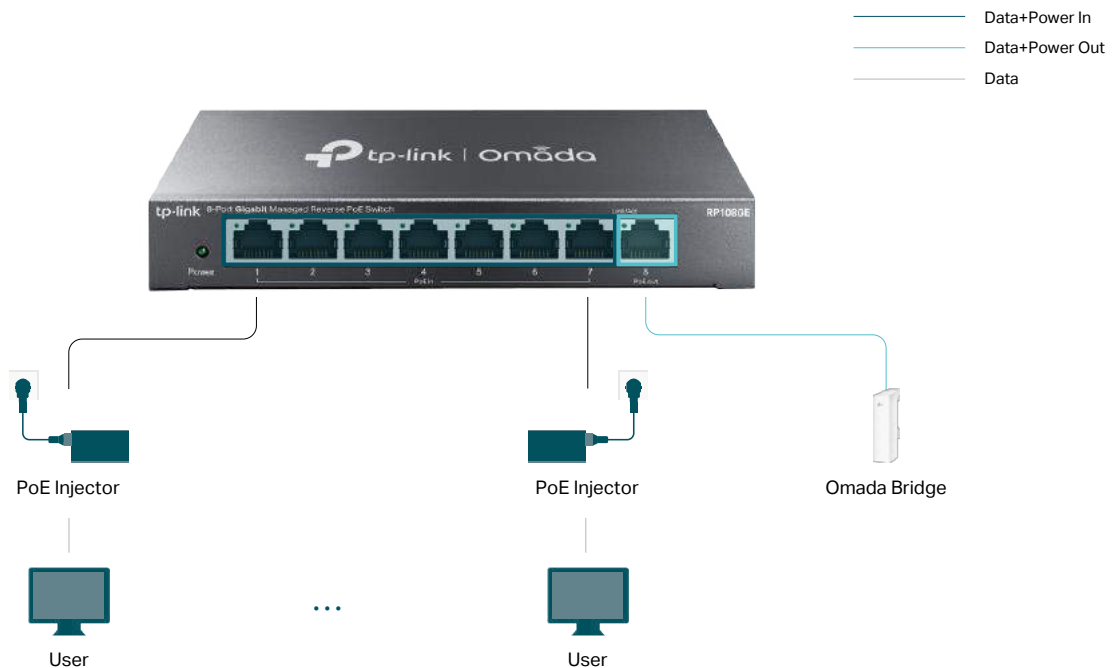 Data+Power In
Data+Power Out
Data
tp-link | omada
tp-link 8-Port Gigabit Managed Reverse PoE Switch
RP108GE
Power
1 2 3 4 5 6 7 8
PoE In PoE Out
PoE Injector PoE Injector Omada Bridge
...
User User